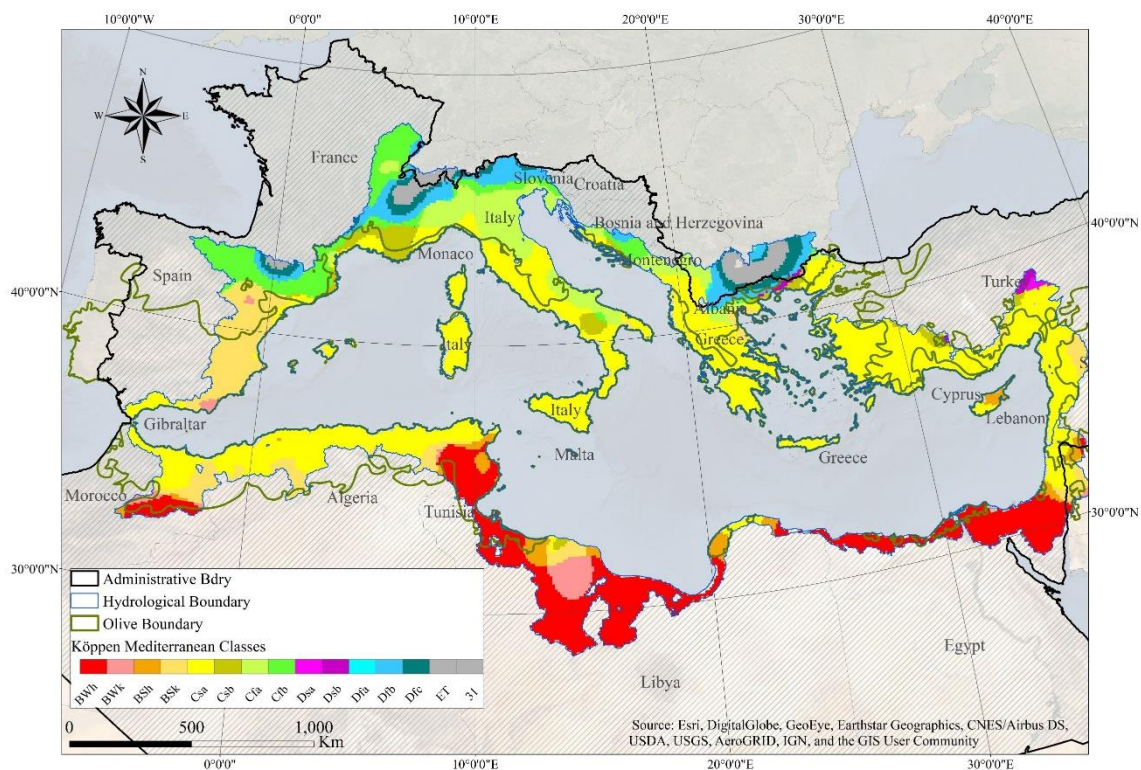 10°0'0"W
0°0'0"
10°0'0"E
20°0'0"E
30°0'0"E
40°0'0"E
N
W
E
S
France
Slovenia
Croatia
Italy
Bosnia and Herzegovina
Monaco
Montenegro
Spain
40°0'0"N
40°0'0"N
Turke
Albania
Italy
Greece
Cyprus
Lebanon
Italy
Gibraltar
Malta
Greece
Morocco
Algeria
Tunisia
30°0'0"N
30°0'0"N
Administrative Bdry
Hydrological Boundary
Olive Boundary
Köppen Mediterranean Classes
BWh BWk BSh BSk Csa Csb Cfa Cfb Dsa Dsb Dfa Dfb Dfc ET 31
Egypt
Libya
0 500 1,000
Km
Source: Esri, DigitalGlobe, GeoEye, Earthstar Geographics, CNES/Airbus DS,
USDA, USGS, AeroGRID, IGN, and the GIS User Community
0°0'0"
10°0'0"E
20°0'0"E
30°0'0"E